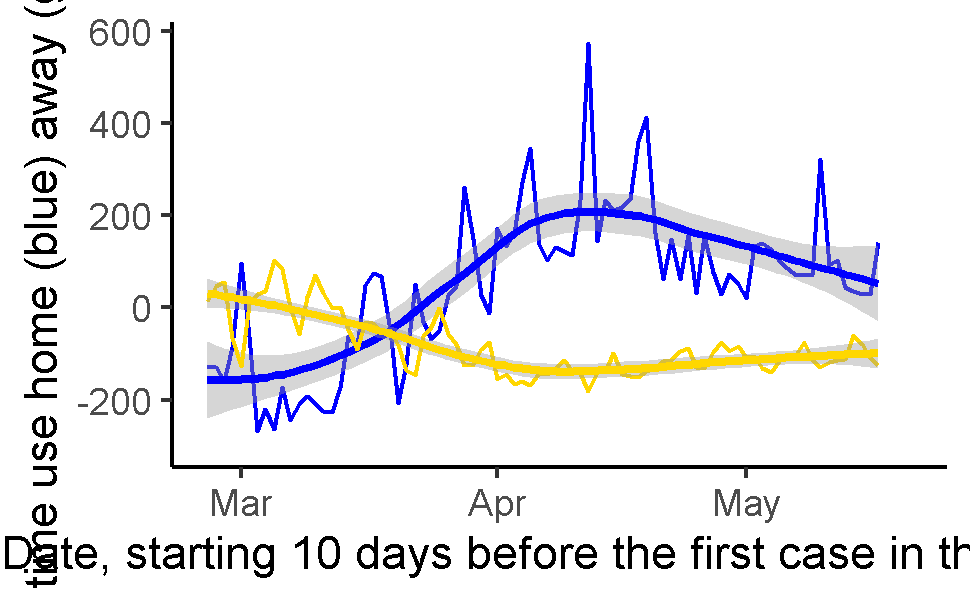 600
400
200
0
-200
time use home (blue) away (
Mar Apr May
Date, starting 10 days before the first case in th